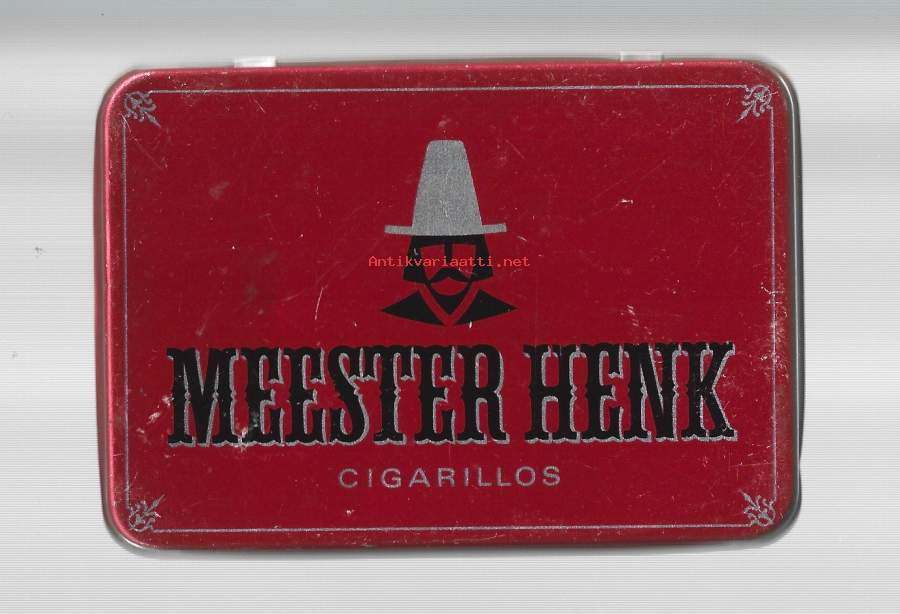 Antikvariaatti.net
MEESTER HENK
CIGARILLOS